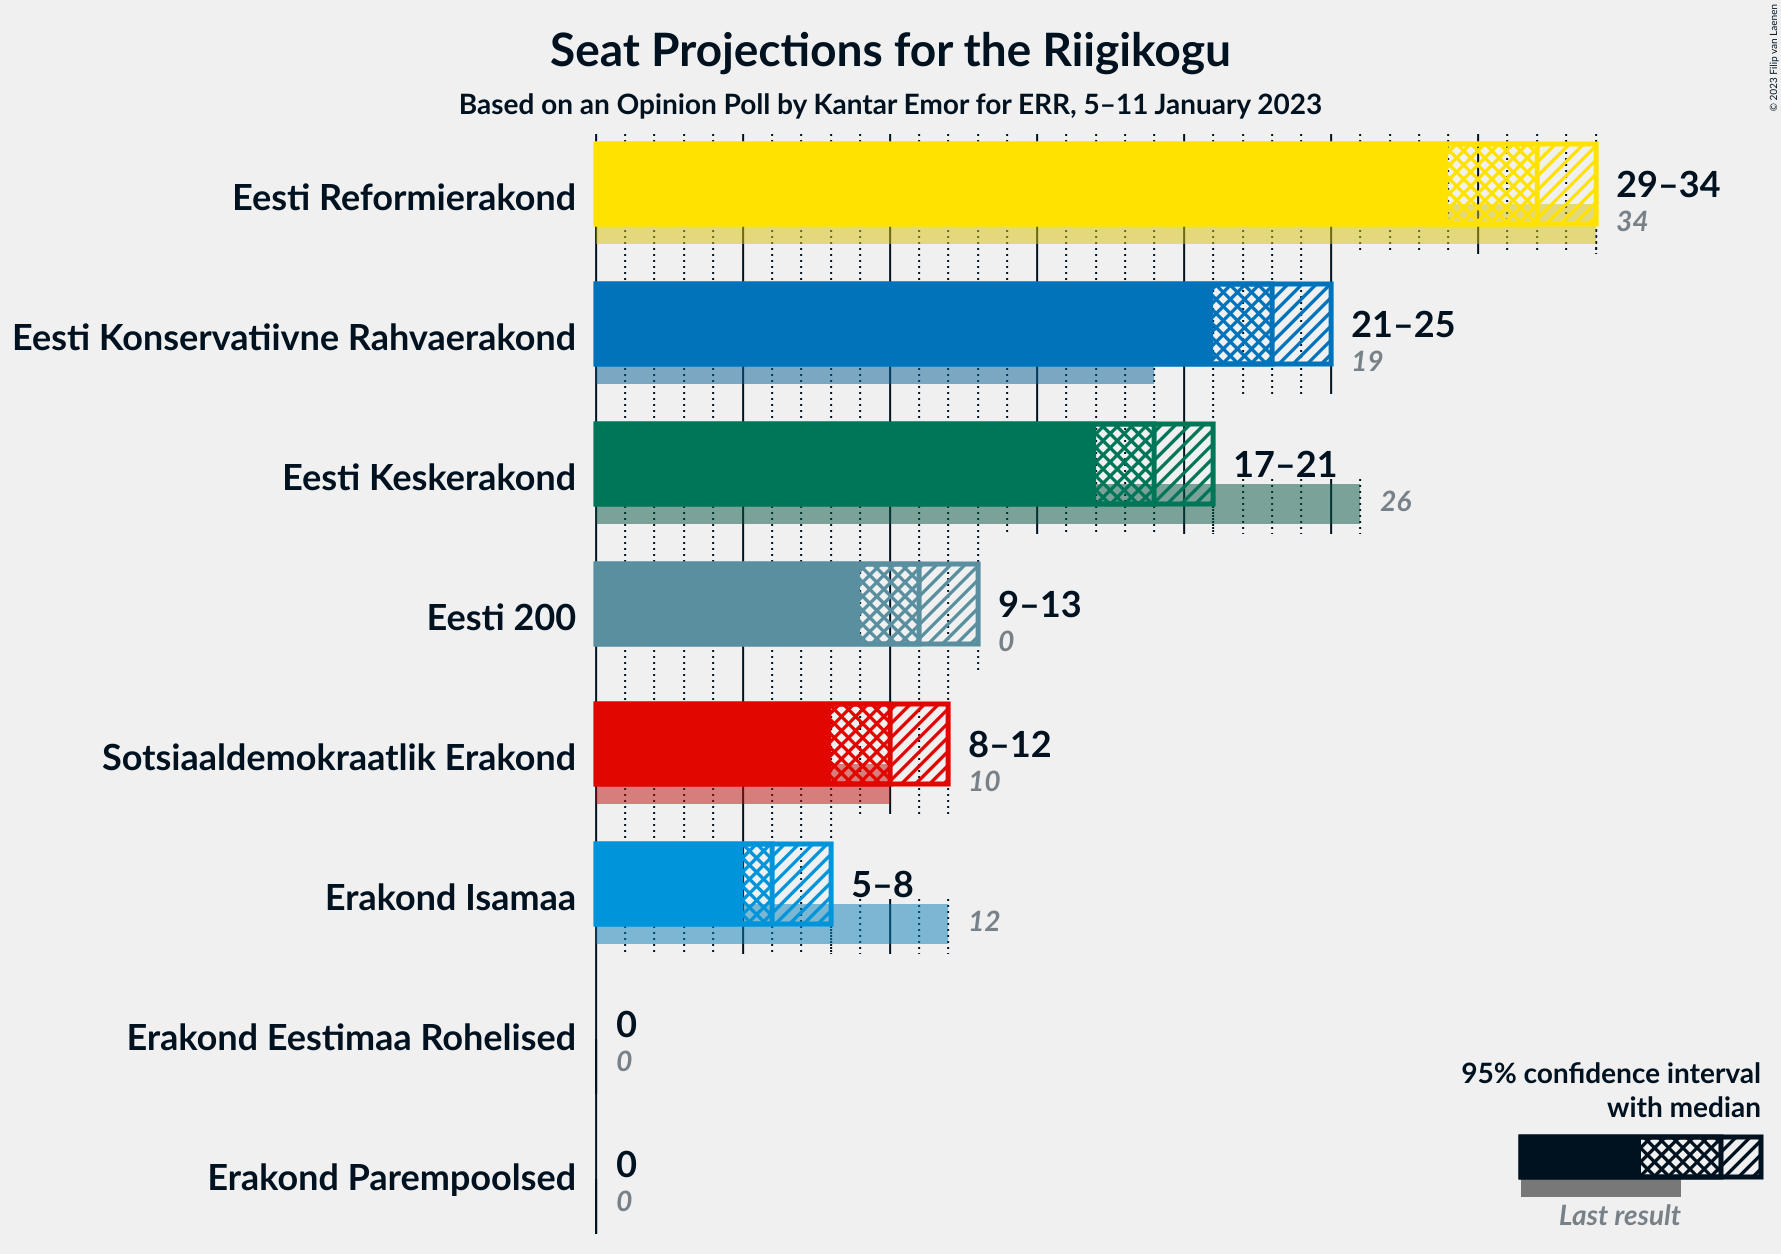 Seat Projections for the Riigikogu
Based on an Opinion Poll by Kantar Emor for ERR, 5–11 January 2023
© 2023 Filip van Laenen
Eesti Reformierakond
29–34
34
Eesti Konservatiivne Rahvaerakond
21–25
19
Eesti Keskerakond
17–21
26
Eesti 200
9–13
0
Sotsiaaldemokraatlik Erakond
8–12
10
Erakond Isamaa
5–8
12
Erakond Eestimaa Rohelised
0
0
Erakond Parempoolsed
0
0
95% confidence interval
with median
Last result